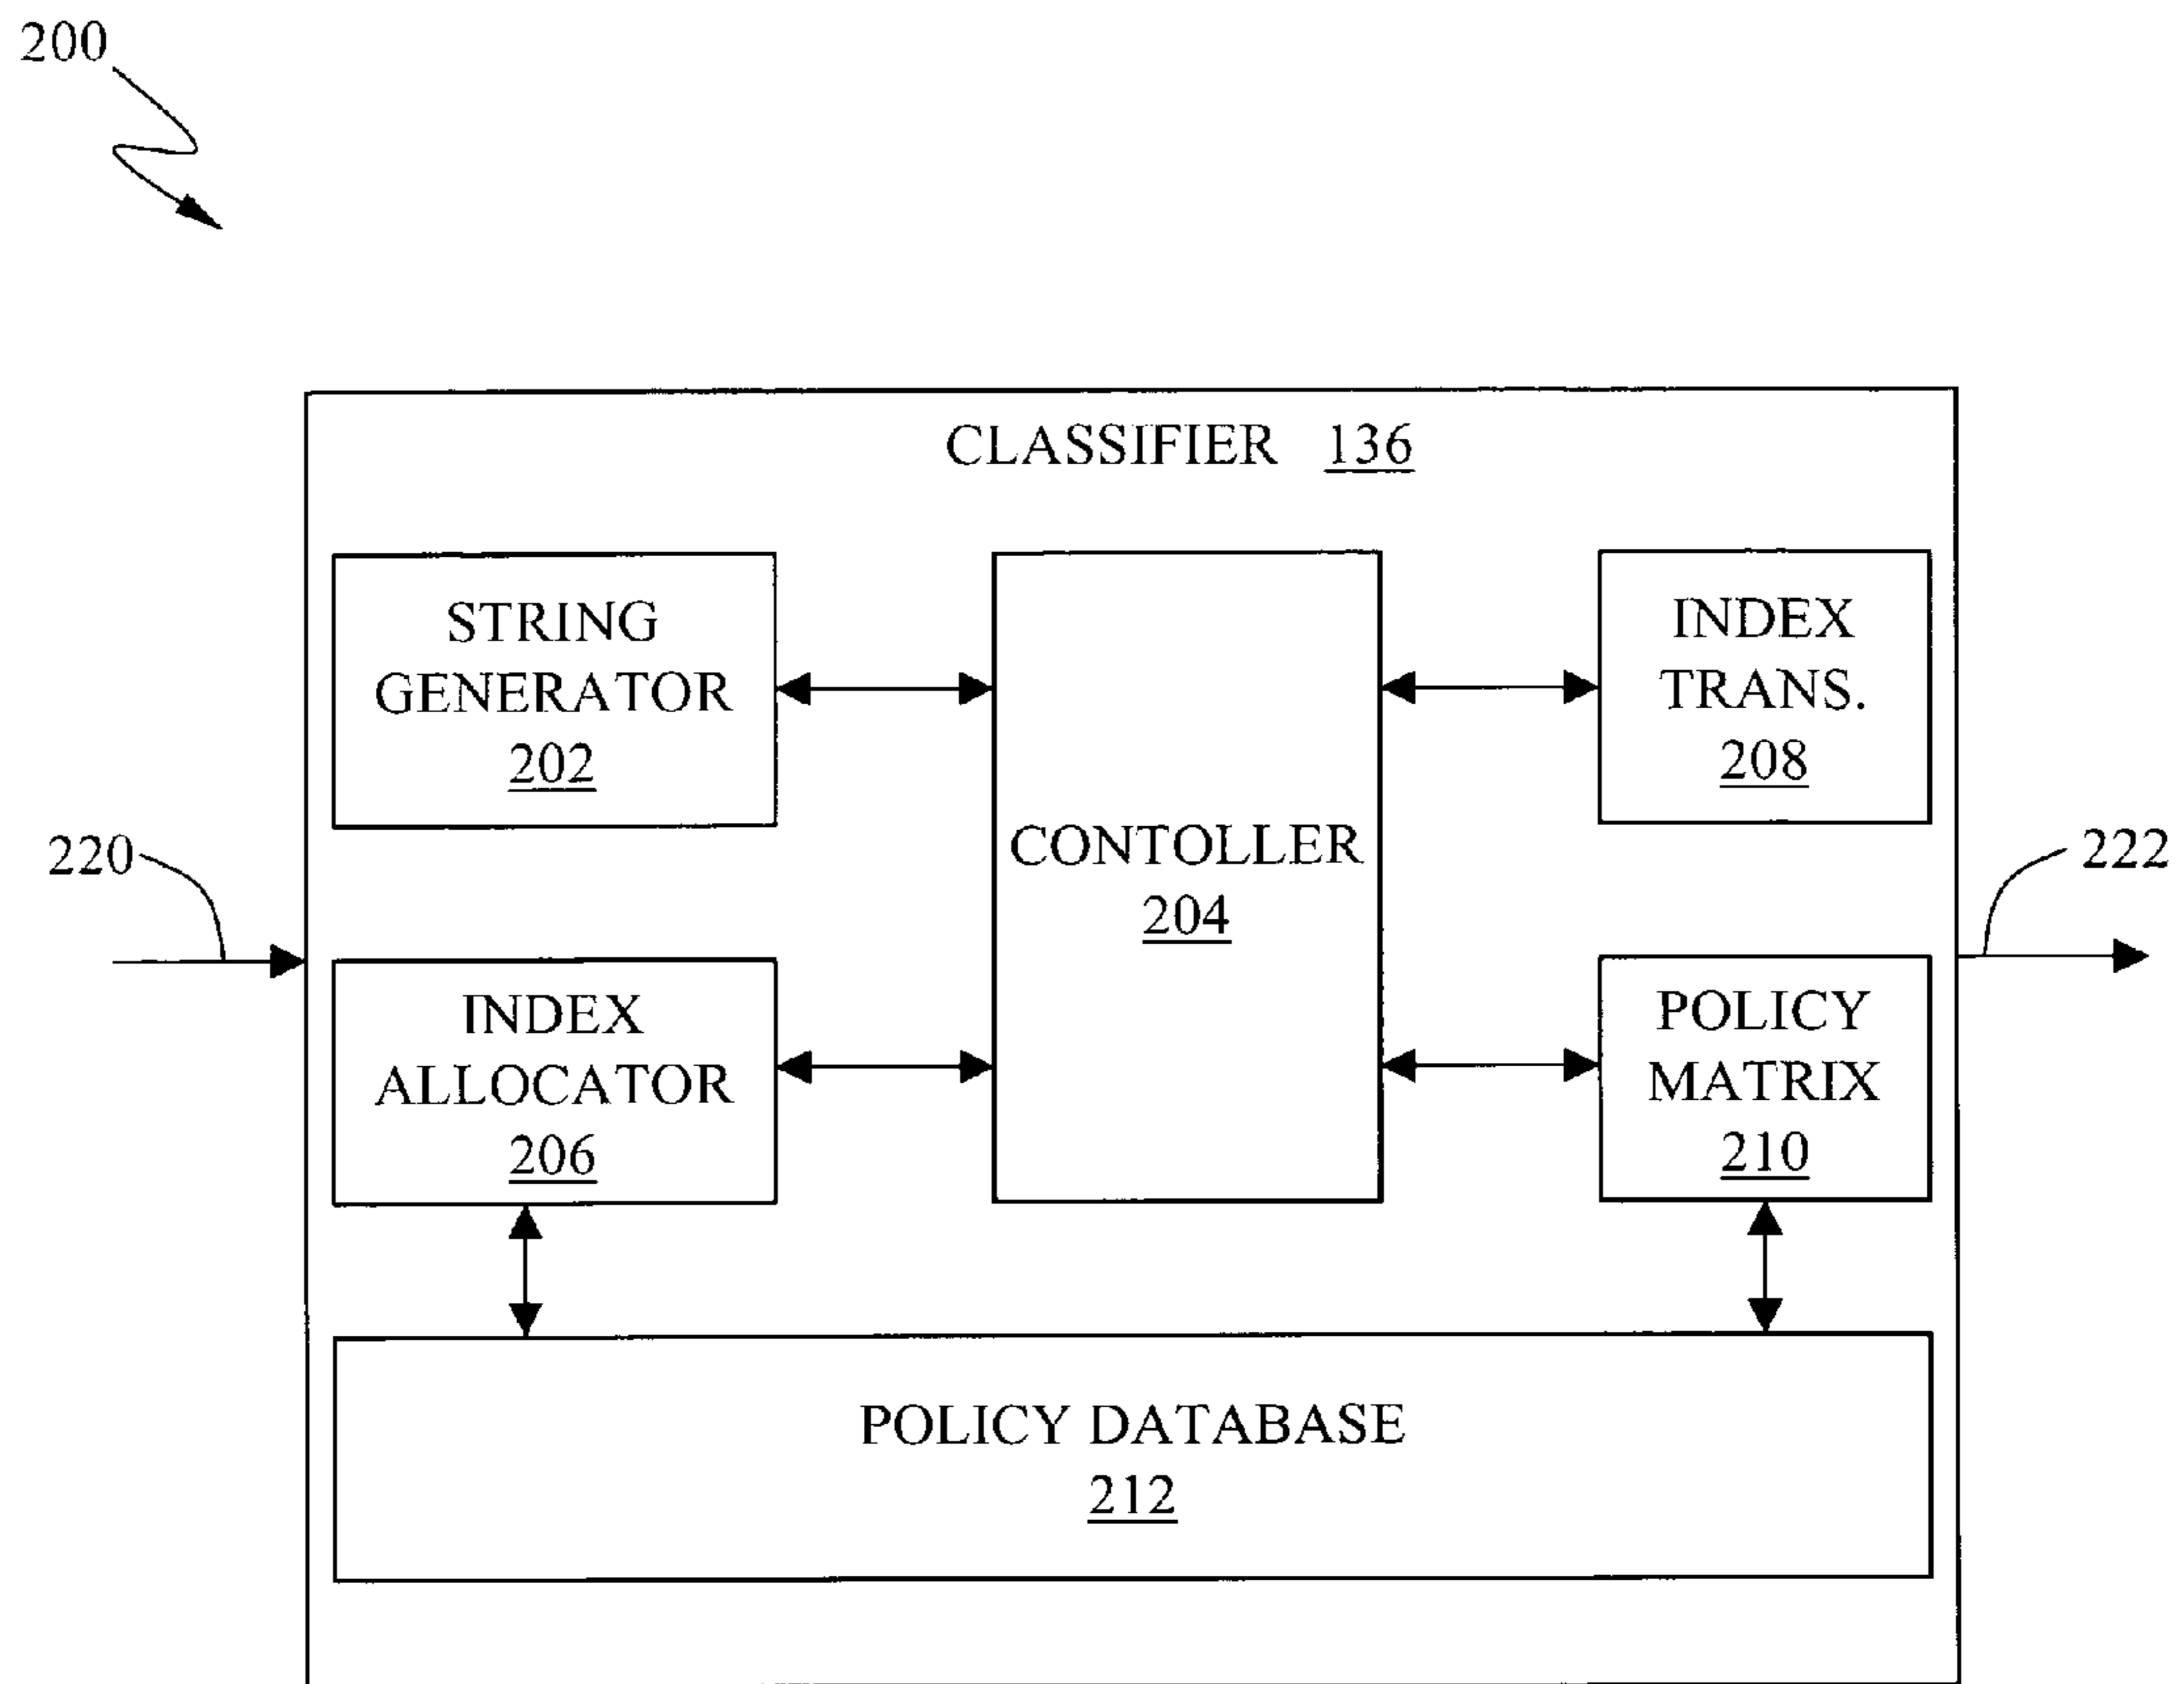 200
CLASSIFIER 136
STRING
GENERATOR
202
CONTOLLER
204
INDEX
TRANS.
208
220
222
INDEX
ALLOCATOR
206
POLICY
MATRIX
210
POLICY DATABASE
212